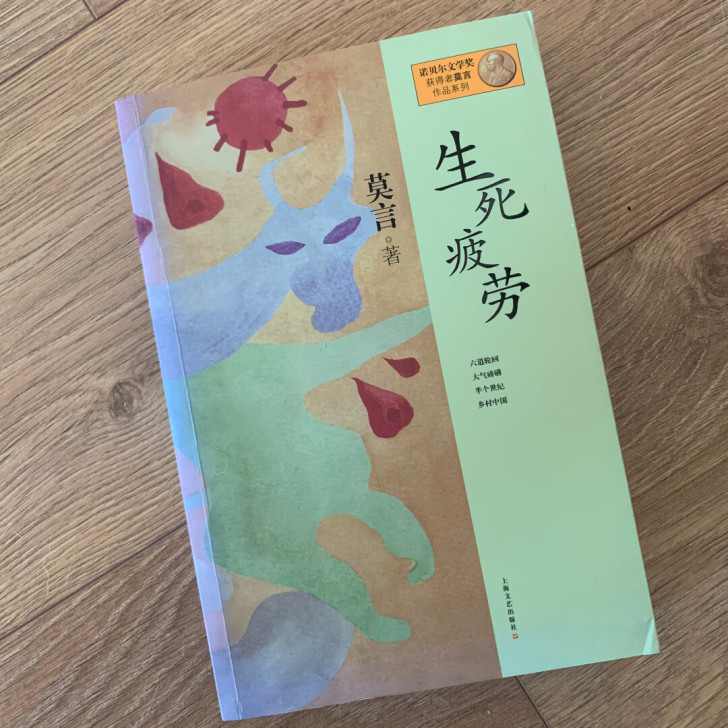 诺贝尔文学奖
获得者莫言
作品系列
生死疲劳
莫言。著
六道轮回
大气磅礴
半个世纪
乡村中国
上海文艺出版社